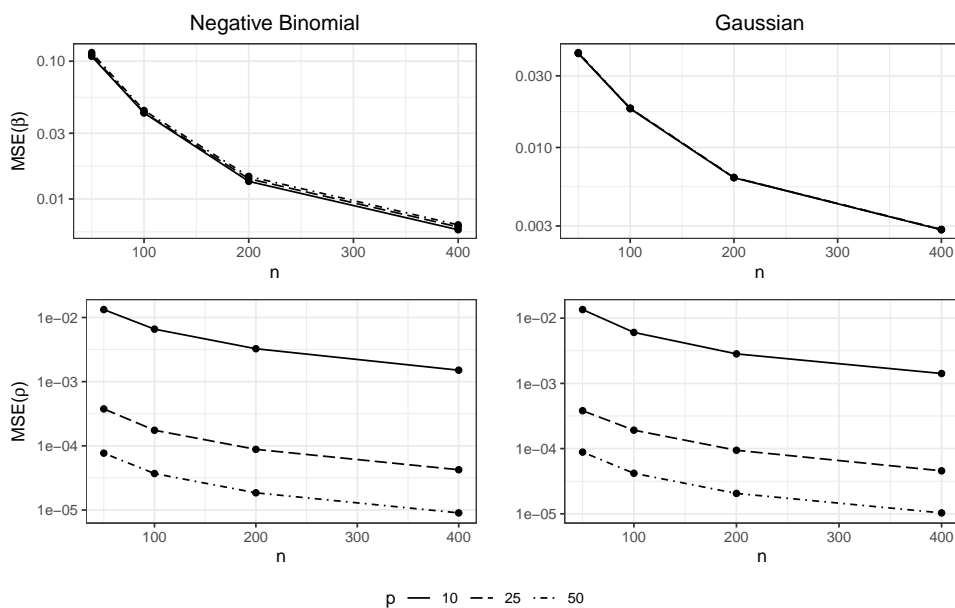 Negative Binomial
Gaussian
MSE(β)
0.10
0.03
0.01
100 200 300 400
n
0.030
0.010
0.003
100 200 300 400
n
MSE(ρ)
1e−02
1e−03
1e−04
1e−05
100 200 300 400
n
1e−02
1e−03
1e−04
1e−05
100 200 300 400
n
p 10 25 50